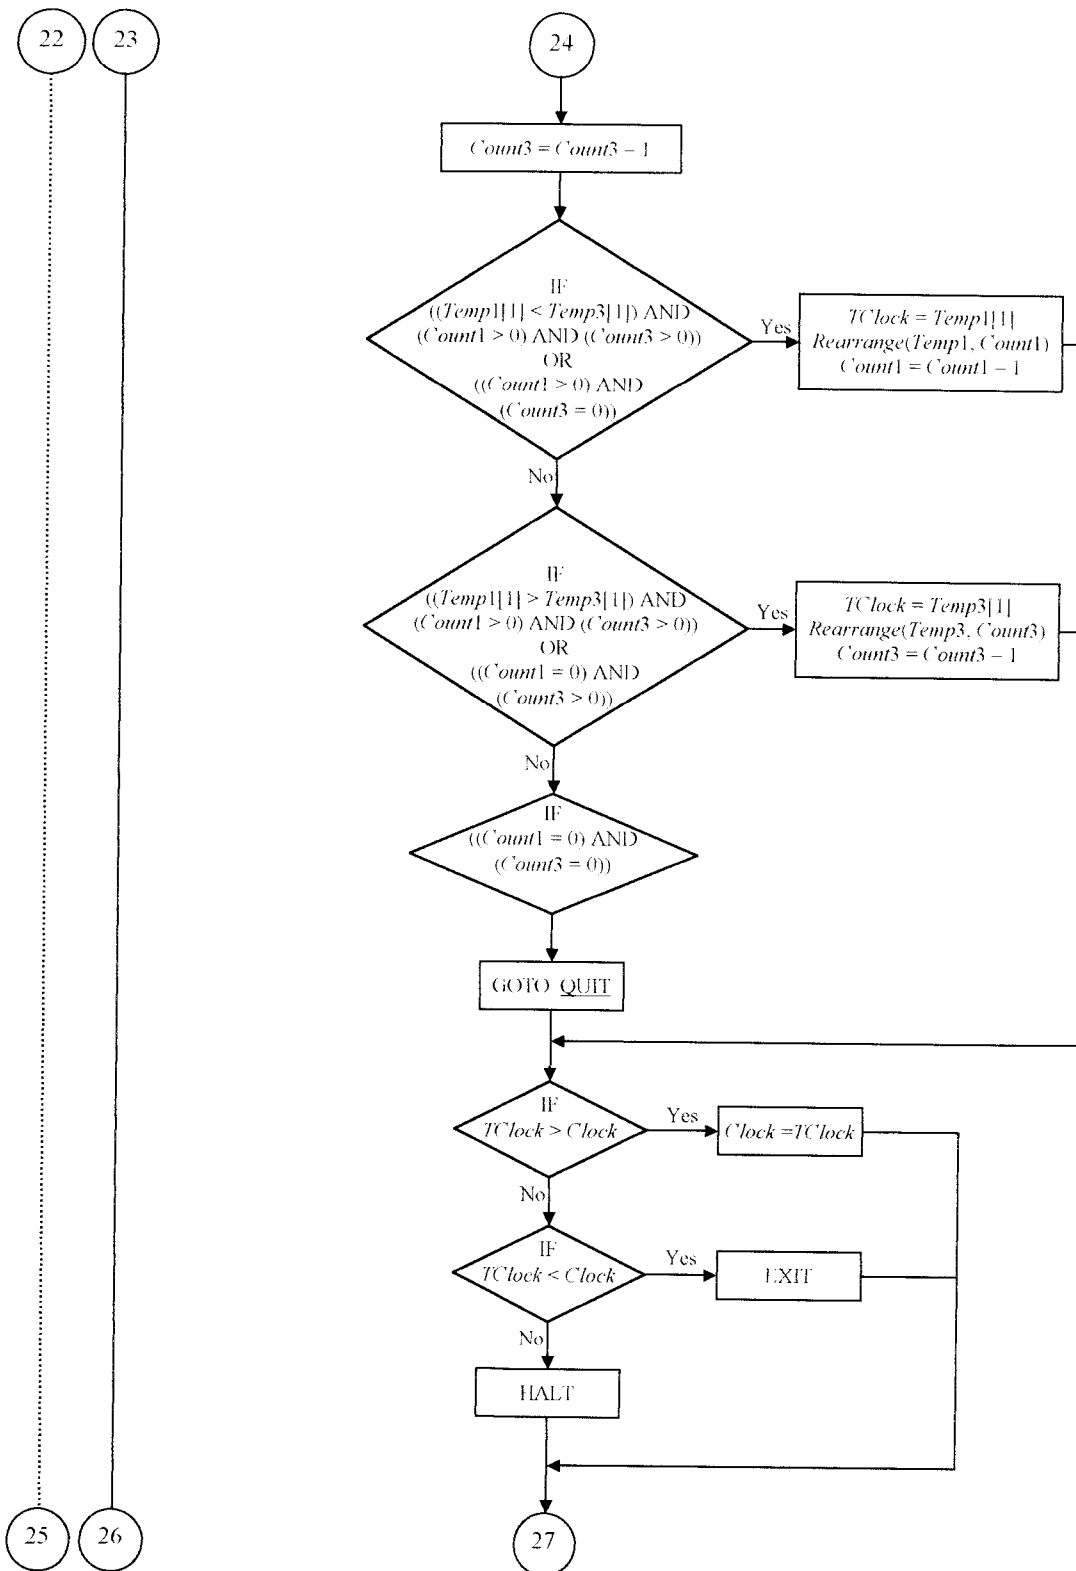 22
23
24
Count3 = Count3 – 1
IF
((Temp1[1] < Temp3[1]) AND
(Count1 > 0) AND (Count3 > 0))
OR
((Count1 > 0) AND
(Count3 = 0))
Yes
TClock = Temp1[1]
Rearrange(Temp1, Count1)
Count1 = Count1 – 1
No
IF
((Temp1[1] > Temp3[1]) AND
(Count1 > 0) AND (Count3 > 0))
OR
((Count1 = 0) AND
(Count3 > 0))
Yes
TClock = Temp3[1]
Rearrange(Temp3, Count3)
Count3 = Count3 – 1
No
IF
((Count1 = 0) AND
(Count3 = 0))
GOTO QUIT
IF
TClock > Clock
Yes
Clock =TClock
No
IF
TClock < Clock
Yes
EXIT
No
HALT
25
26
27